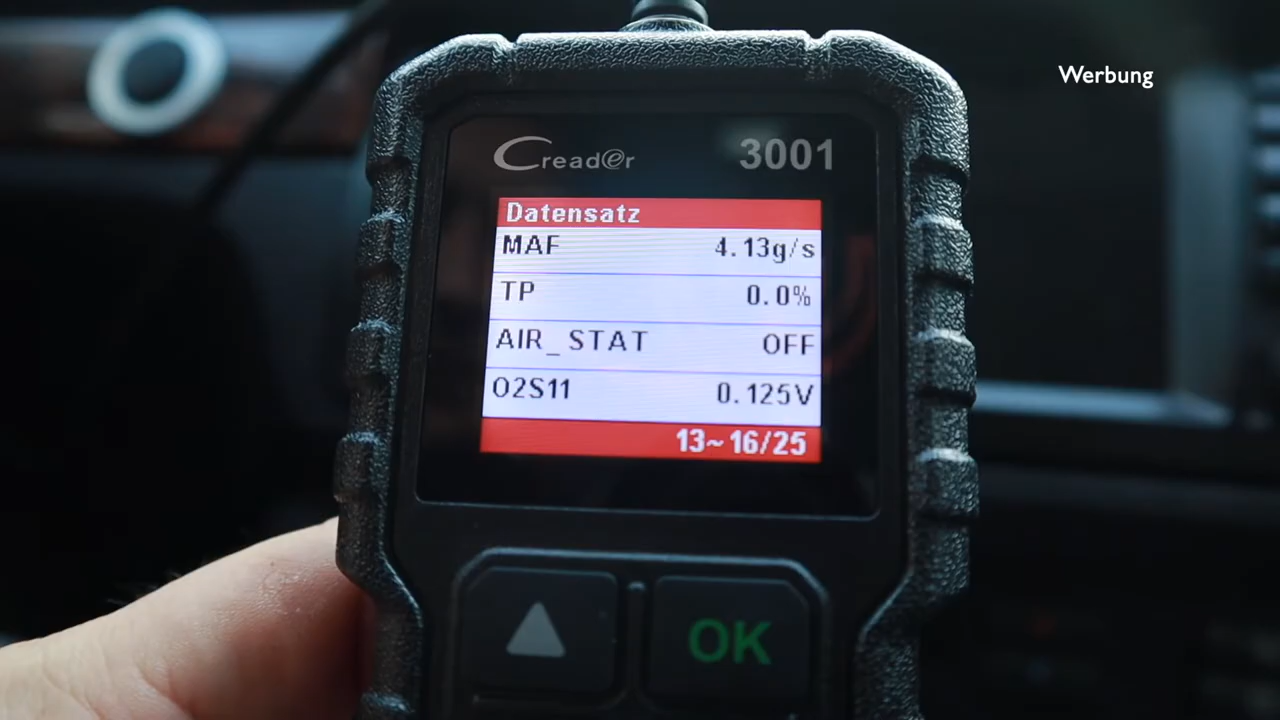 Werbung
Creader 3001
Datensatz
MAF 4.13g/s
TP 0.0%
AIR_STAT OFF
O2S11 0.125V
13~16/25
OK